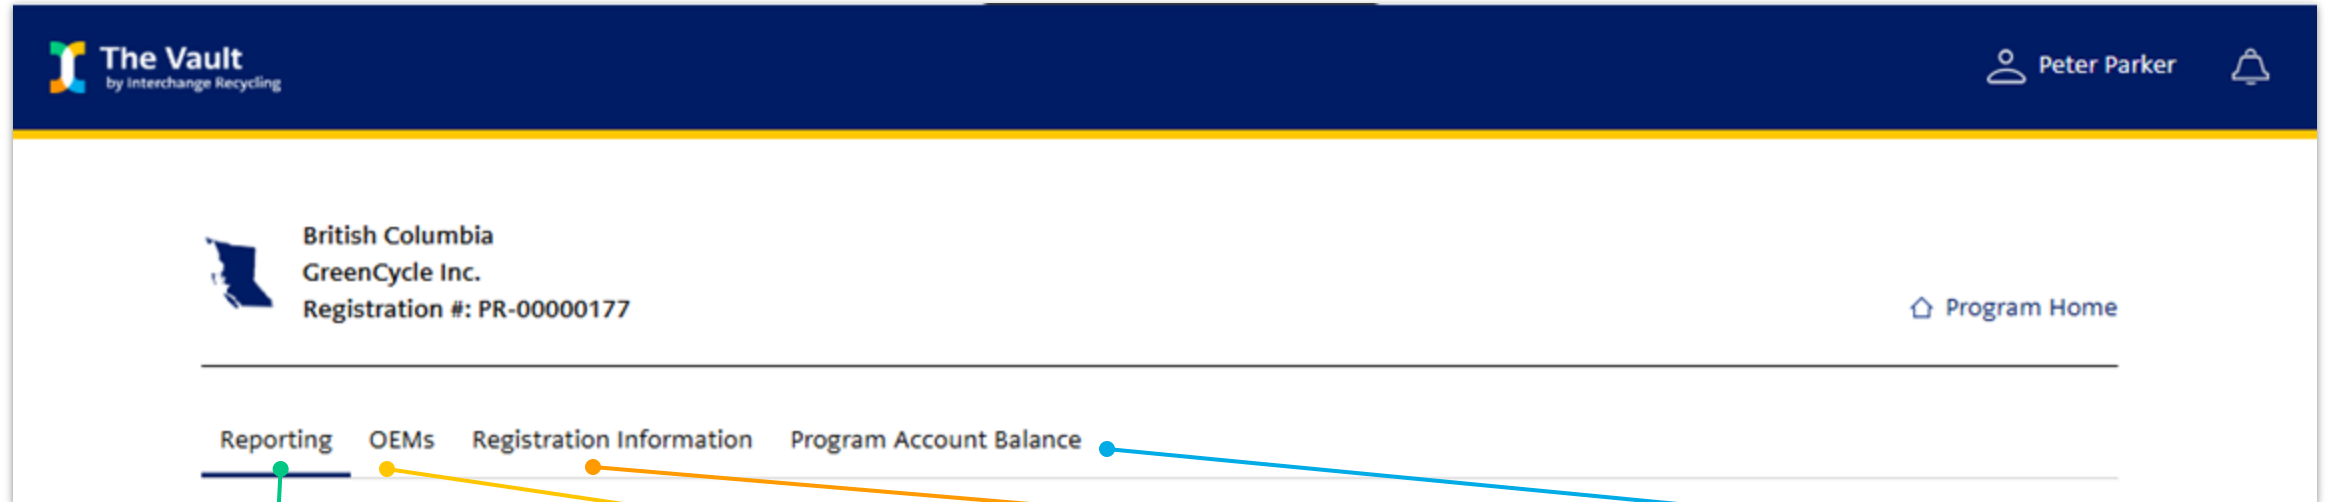 The Vault
by Interchange Recycling
Peter Parker
British Columbia
GreenCycle Inc.
Registration #: PR-00000177
Program Home
Reporting OEMs Registration Information Program Account Balance